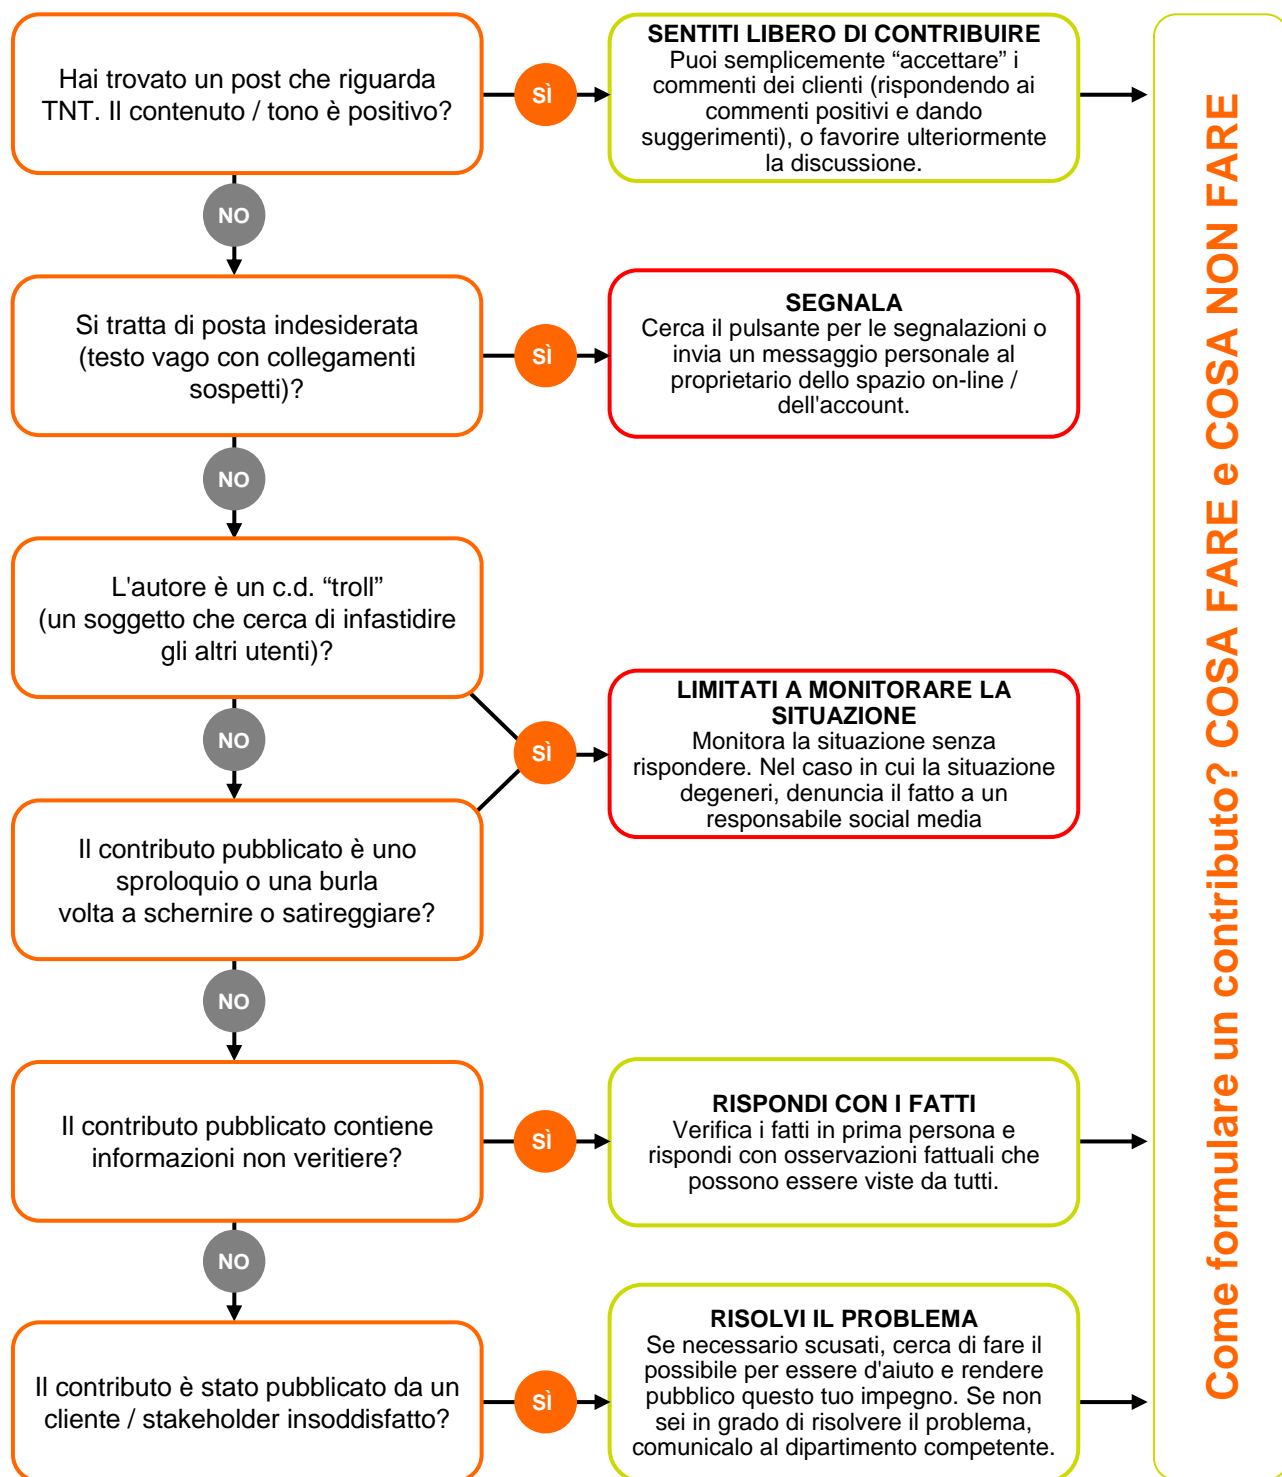 Hai trovato un post che riguarda
TNT. Il contenuto / tono è positivo?
SÌ
SENTITI LIBERO DI CONTRIBUIRE
Puoi semplicemente “accettare” i
commenti dei clienti (rispondendo ai
commenti positivi e dando
suggerimenti), o favorire ulteriormente
la discussione.
NO
Si tratta di posta indesiderata
(testo vago con collegamenti
sospetti)?
SÌ
SEGNALA
Cerca il pulsante per le segnalazioni o
invia un messaggio personale al
proprietario dello spazio on-line /
dell'account.
NO
L'autore è un c.d. “troll”
(un soggetto che cerca di infastidire
gli altri utenti)?
NO
SÌ
LIMITATI A MONITORARE LA
SITUAZIONE
Monitora la situazione senza
rispondere. Nel caso in cui la situazione
degeneri, denuncia il fatto a un
responsabile social media
Il contributo pubblicato è uno
sproloquio o una burla
volta a schernire o satireggiare?
NO
Il contributo pubblicato contiene
informazioni non veritiere?
SÌ
RISPONDI CON I FATTI
Verifica i fatti in prima persona e
rispondi con osservazioni fattuali che
possono essere viste da tutti.
NO
Il contributo è stato pubblicato da un
cliente / stakeholder insoddisfatto?
SÌ
RISOLVI IL PROBLEMA
Se necessario scusati, cerca di fare il
possibile per essere d'aiuto e rendere
pubblico questo tuo impegno. Se non
sei in grado di risolvere il problema,
comunicalo al dipartimento competente.
Come formulare un contributo? COSA FARE e COSA NON FARE